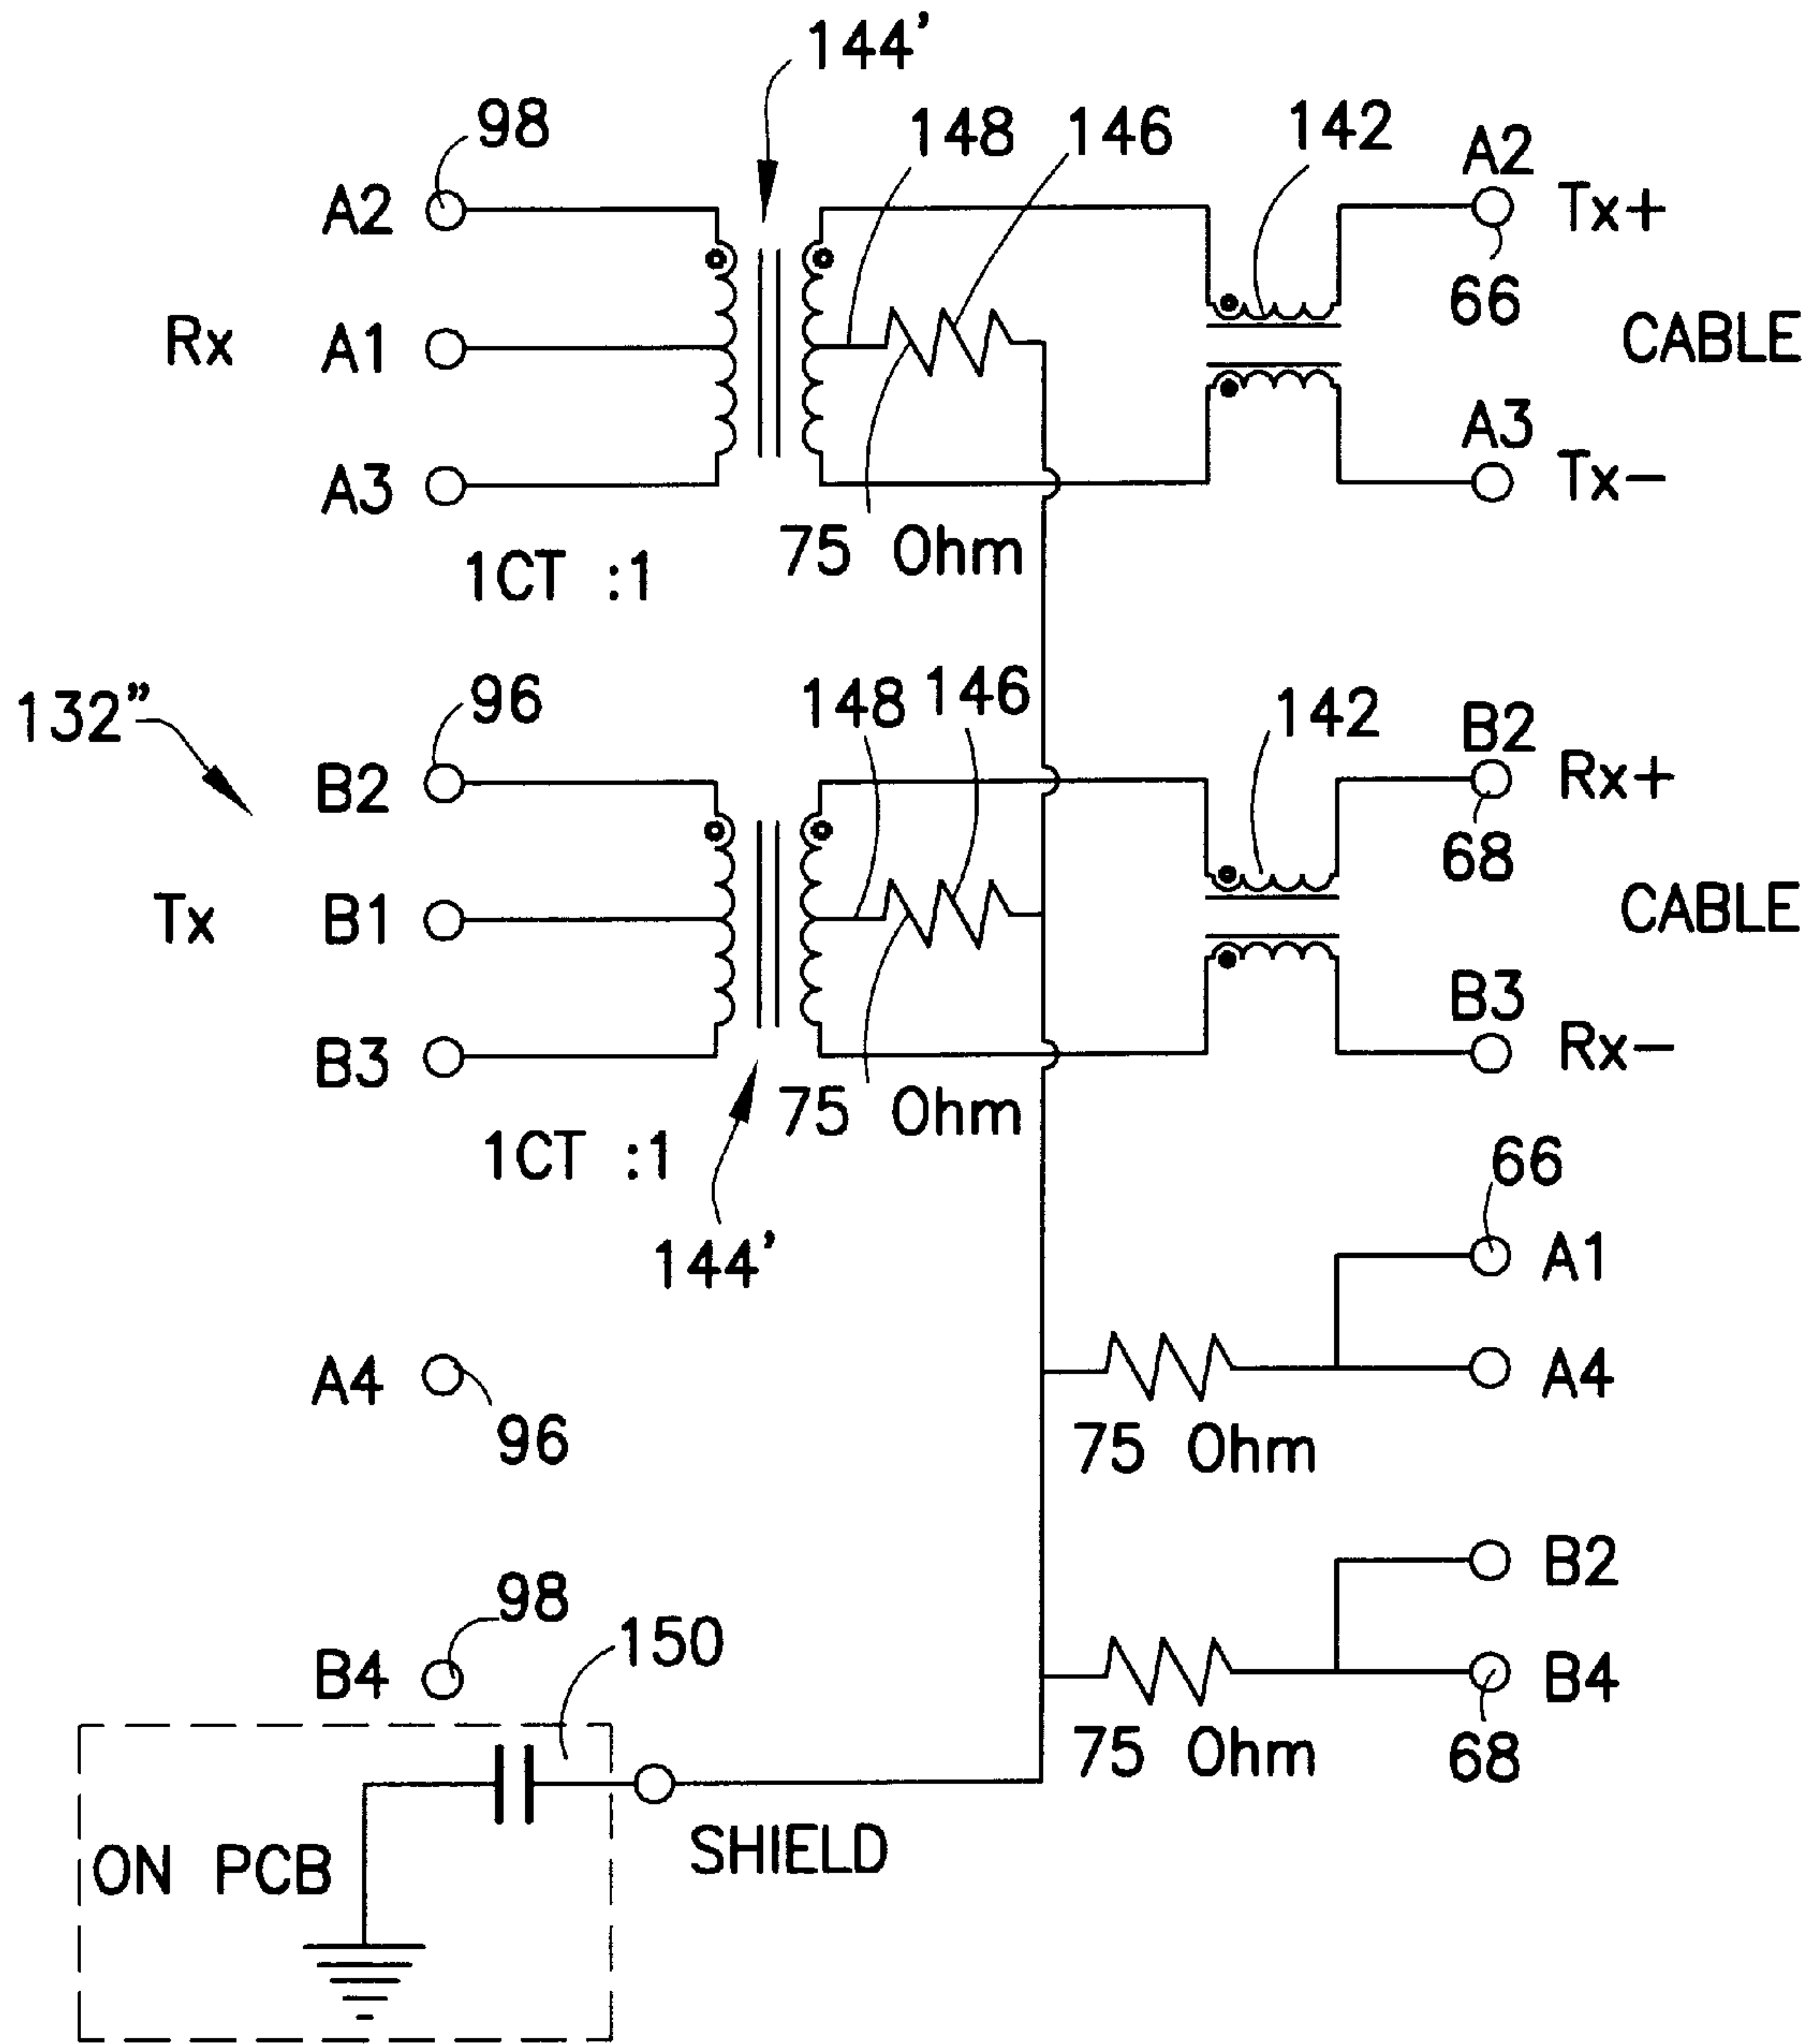 144'
98
148
146
142
A2
A2
Tx+
66
Rx
A1
CABLE
A3
A3
Tx-
75 Ohm
1CT :1
132"
96
148
146
142
B2
B2
Rx+
68
Tx
B1
CABLE
B3
B3
Rx-
75 Ohm
1CT :1
144'
66
A1
A4
A4
96
75 Ohm
B2
98
150
B4
B4
75 Ohm
68
ON PCB
SHIELD